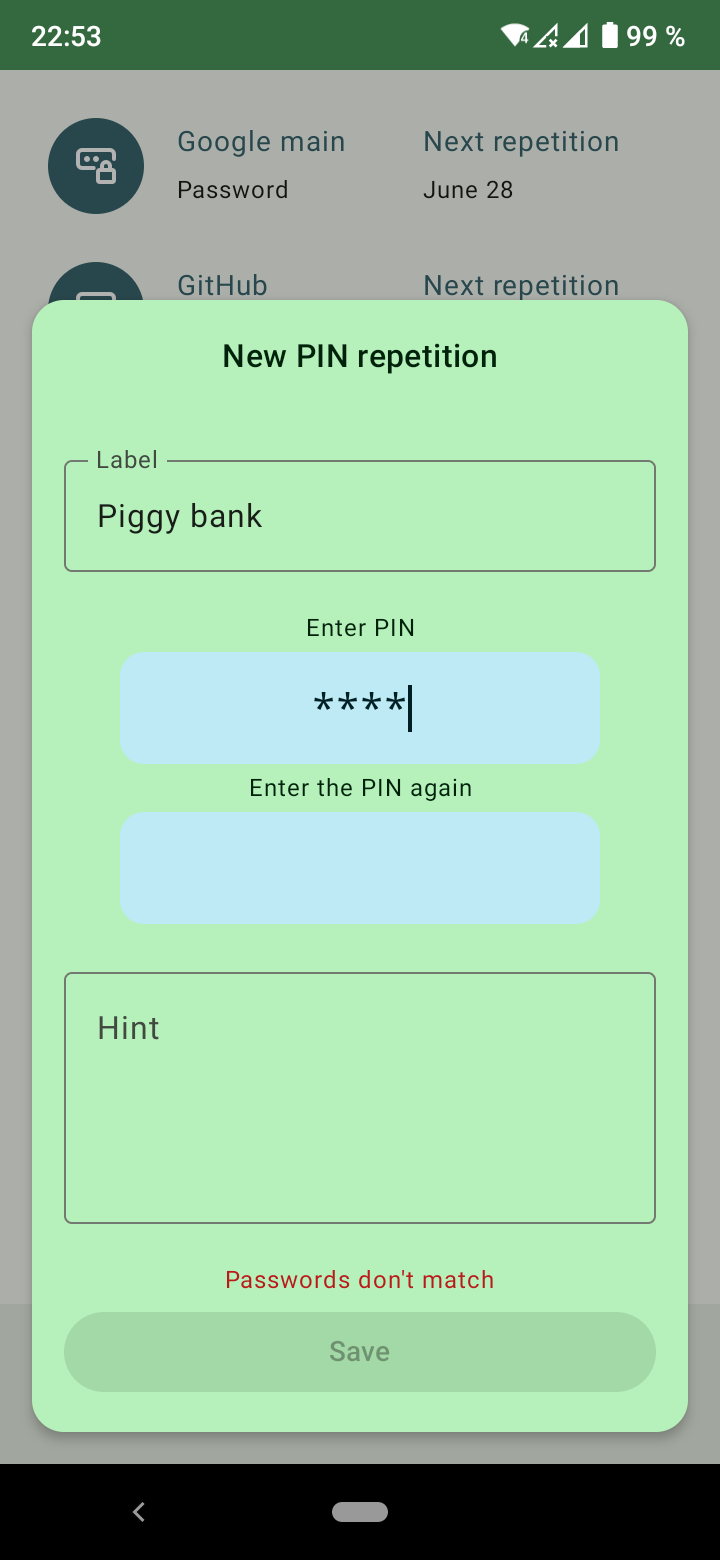 22:53 4 99 %
Google main Next repetition
Password June 28
GitHub Next repetition
New PIN repetition
Label
Piggy bank
Enter PIN
****
Enter the PIN again
Hint
Passwords don't match
Save